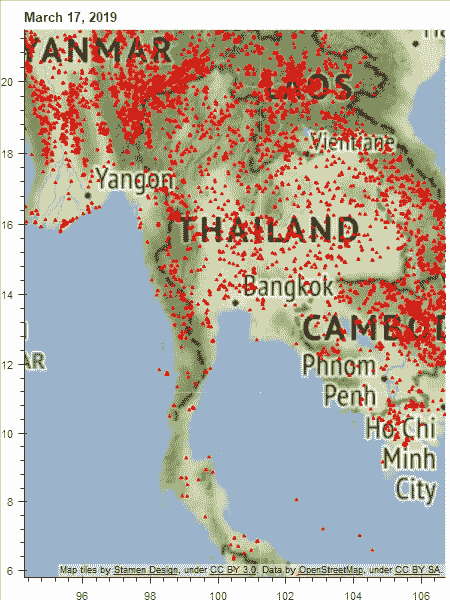 March 17, 2019
YANMAR
LAOS
20
Vientiane
18
Yangon
16
THAILAND
Bangkok
14
CAMBOD
12
AR
Phnom
Penh
10
Ho Chi
Minh
City
8
6
Map tiles by Stamen Design, under CC BY 3.0. Data by OpenStreetMap, under CC BY SA.
96 98 100 102 104 106